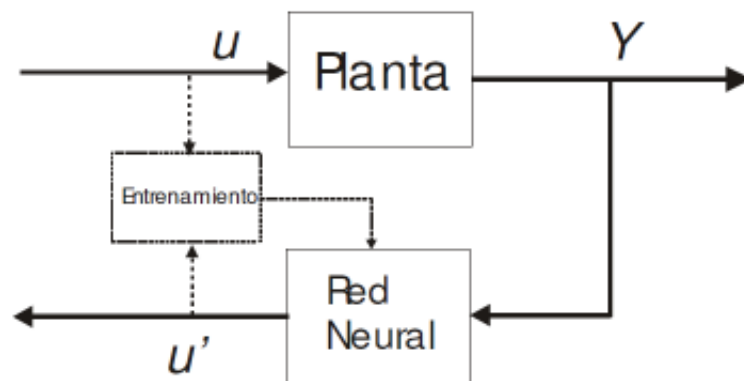 u
Planta
Y
Entrenamiento
Red
Neural
u'